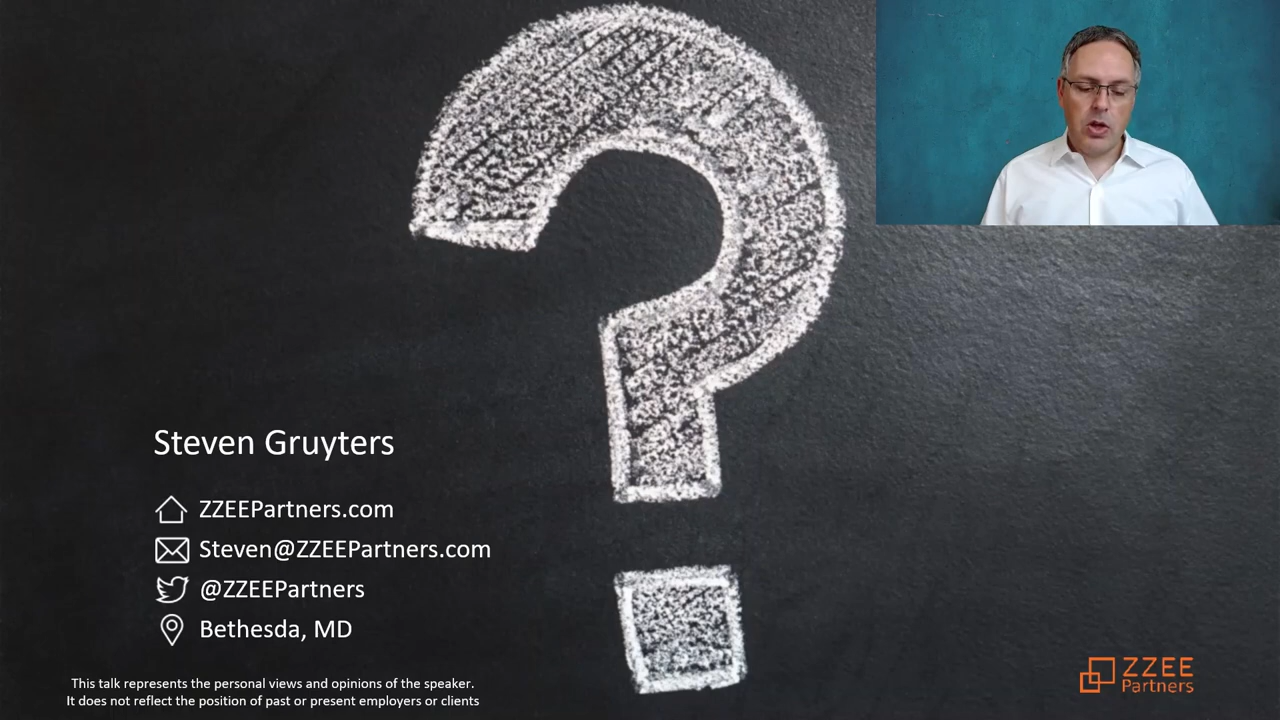 Steven Gruyters
ZZEEPartners.com
Steven@ZZEEPartners.com
@ZZEEPartners
Bethesda, MD
This talk represents the personal views and opinions of the speaker.
It does not reflect the position of past or present employers or clients
ZZEE
Partners